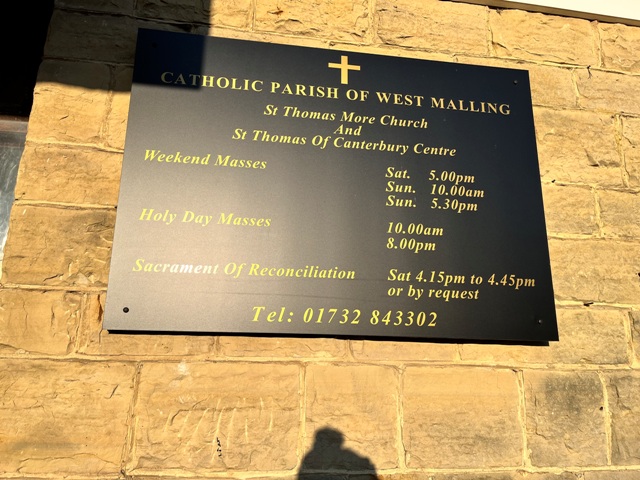 CATHOLIC PARISH OF WEST MALLING
St Thomas More Church
And
St Thomas Of Canterbury Centre
Weekend Masses
Sat. 5.00pm
Sun. 10.00am
Sun. 5.30pm
Holy Day Masses
10.00am
8.00pm
Sacrament Of Reconciliation Sat 4.15pm to 4.45pm
or by request
Tel: 01732 843302